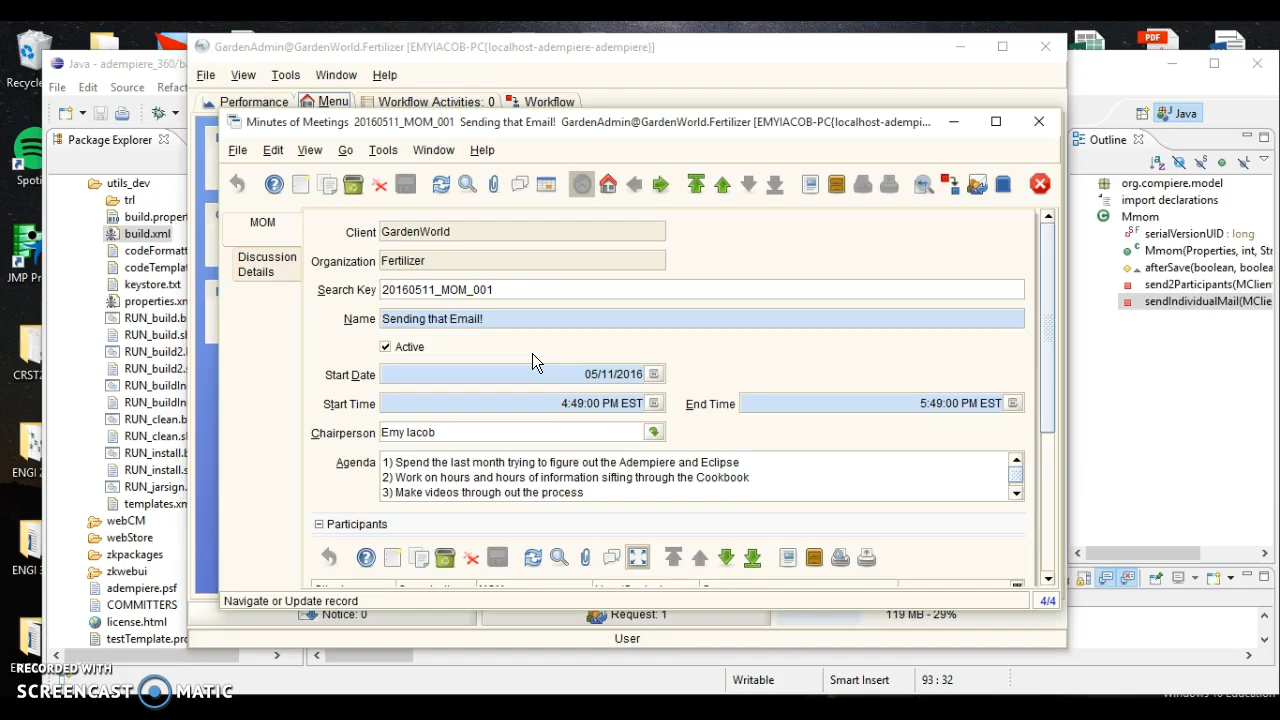 GardenAdmin@GardenWorld.Fertilizer [EMYIACOB-PC{localhost-adempiere-adempiere}]
Recycle
Java - adempiere_360/ba
File View Tools Window Help
File Edit Source Refact
Performance Menu Workflow Activities: 0 Workflow
Java
Minutes of Meetings 20160511_MOM_001 Sending that Email! GardenAdmin@GardenWorld.Fertilizer [EMYIACOB-PC{localhost-adempi...
Package Explorer
Outline
File Edit View Go Tools Window Help
Spoti
utils_dev
trl
build.propert
build.xml
codeFormatt
codeTemplat
keystore.txt
properties.xn
RUN_build.b
RUN_build.s
RUN_build2.l
RUN_build2.s
RUN_buildIn
RUN_buildIn
RUN_clean.b
RUN_clean.s
RUN_install.b
RUN_install.s
RUN_jarsign.
templates.xn
webCM
webStore
zkpackages
zkwebui
adempiere.psf
COMMITTERS
license.html
testTemplate.pro
JMP Pr
CRST2
ENGI 2
ENGI 3
MOM
Discussion
Details
Client GardenWorld
Organization Fertilizer
Search Key 20160511_MOM_001
Name Sending that Email!
Active
Start Date 05/11/2016
Start Time 4:49:00 PM EST End Time 5:49:00 PM EST
Chairperson Emy Iacob
Agenda 1) Spend the last month trying to figure out the Adempiere and Eclipse
2) Work on hours and hours of information sifting through the Cookbook
3) Make videos through out the process
Participants
Navigate or Update record 4/4
Notice: 0 Request: 1 119 MB - 29%
User
org.compiere.model
import declarations
Mmom
serialVersionUID : long
Mmom(Properties, int, Str
afterSave(boolean, boolea
send2Participants(MClien
sendIndividualMail(MClie
Writable Smart Insert 93 : 32
PDF
RECORDED WITH
SCREENCAST MATIC